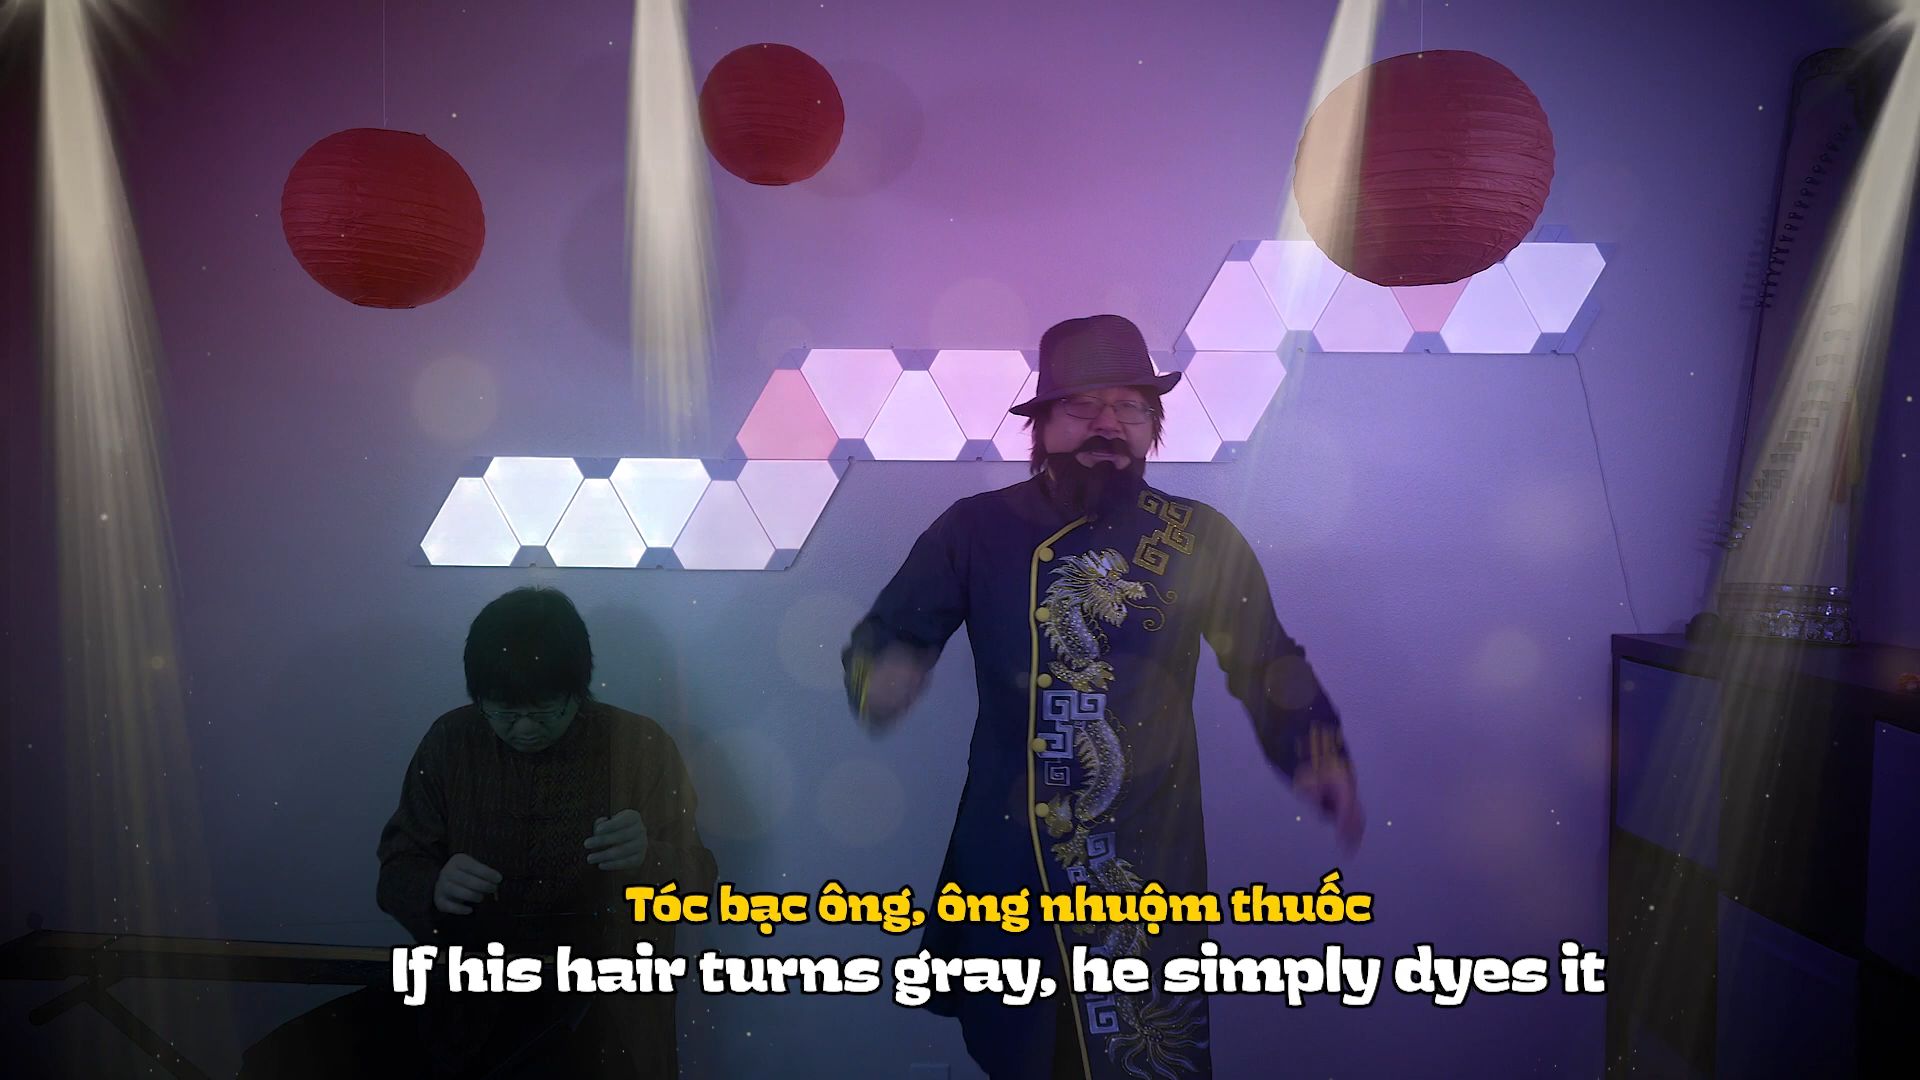 Tóc bạc ông, ông nhuộm thuốc
If his hair turns gray, he simply dyes it